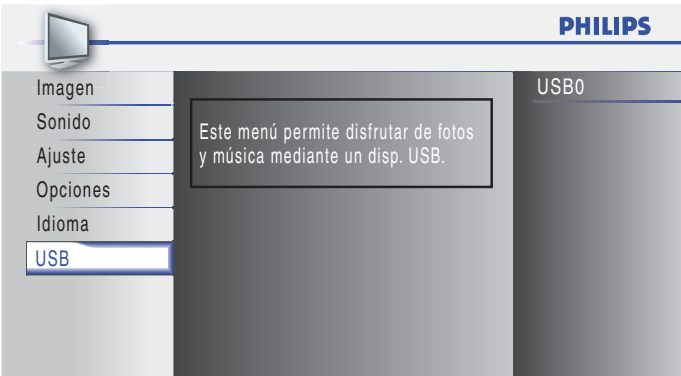 PHILIPS
Imagen
Sonido
Ajuste
Opciones
Idioma
USB
Este menú permite disfrutar de fotos
y música mediante un disp. USB.
USB0